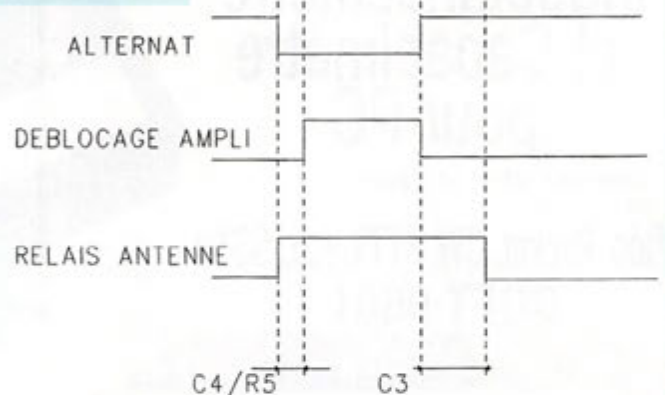 ALTERNAT
DEBLOCAGE AMPLI
RELAIS ANTENNE
C4/R5 C3